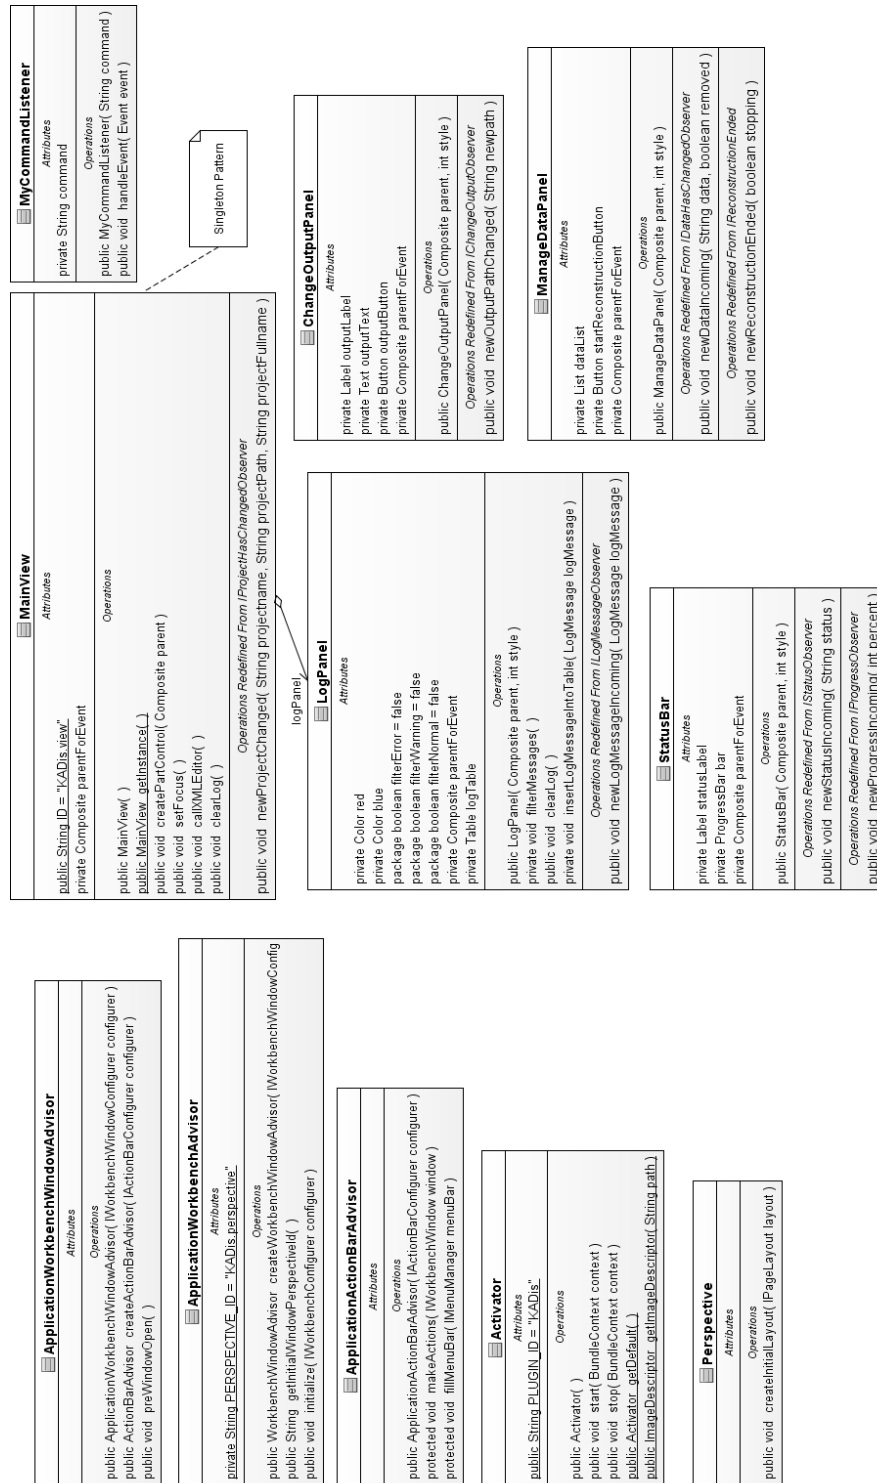 ApplicationWorkbenchWindowAdvisor
Attributes
Operations
public ApplicationWorkbenchWindowAdvisor( IWorkbenchWindowConfigurer configurer )
public ActionBarAdvisor createActionBarAdvisor( IActionBarConfigurer configurer )
public void preWindowOpen( )
ApplicationWorkbenchAdvisor
Attributes
private String PERSPECTIVE_ID = "KADis.perspective"
Operations
public WorkbenchWindowAdvisor createWorkbenchWindowAdvisor( IWorkbenchWindowConfig
public String getInitialWindowPerspectiveId( )
public void initialize( IWorkbenchConfigurer configurer )
ApplicationActionBarAdvisor
Attributes
Operations
public ApplicationActionBarAdvisor( IActionBarConfigurer configurer )
protected void makeActions( IWorkbenchWindow window )
protected void fillMenuBar( IMenuManager menuBar )
Activator
Attributes
public String PLUGIN_ID = "KADis"
Operations
public Activator( )
public void start( BundleContext context )
public void stop( BundleContext context )
public Activator getDefault( )
public ImageDescriptor getImageDescriptor( String path )
Perspective
Attributes
Operations
public void createInitialLayout( IPageLayout layout )
MainView
Attributes
public String ID = "KADis.view"
private Composite parentForEvent
Operations
public MainView( )
public MainView getInstance( )
public void createPartControl( Composite parent )
public void setFocus( )
public void callXMLEditor( )
public void clearLog( )
Operations Redefined From IProjectHasChangedObserver
public void newProjectChanged( String projectname, String projectPath, String projectFullname )
logPanel
LogPanel
Attributes
private Color red
private Color blue
package boolean filterError = false
package boolean filterWarning = false
package boolean filterNormal = false
private Composite parentForEvent
private Table logTable
Operations
public LogPanel( Composite parent, int style )
private void filterMessages( )
public void clearLog( )
private void insertLogMessageIntoTable( LogMessage logMessage )
Operations Redefined From ILogMessageObserver
public void newLogMessageIncoming( LogMessage logMessage )
StatusBar
Attributes
private Label statusLabel
private ProgressBar bar
private Composite parentForEvent
Operations
public StatusBar( Composite parent, int style )
Operations Redefined From IStatusObserver
public void newStatusIncoming( String status )
Operations Redefined From IProgressObserver
public void newProgressIncoming( int percent )
MyCommandListener
Attributes
private String command
Operations
public MyCommandListener( String command )
public void handleEvent( Event event )
Singleton Pattern
ChangeOutputPanel
Attributes
private Label outputLabel
private Text outputText
private Button outputButton
private Composite parentForEvent
Operations
public ChangeOutputPanel( Composite parent, int style )
Operations Redefined From IChangeOutputObserver
public void newOutputPathChanged( String newpath )
ManageDataPanel
Attributes
private List dataList
private Button startReconstructionButton
private Composite parentForEvent
Operations
public ManageDataPanel( Composite parent, int style )
Operations Redefined From IDataHasChangedObserver
public void newDataIncoming( String data, boolean removed )
Operations Redefined From IReconstructionEnded
public void newReconstructionEnded( boolean stopping )